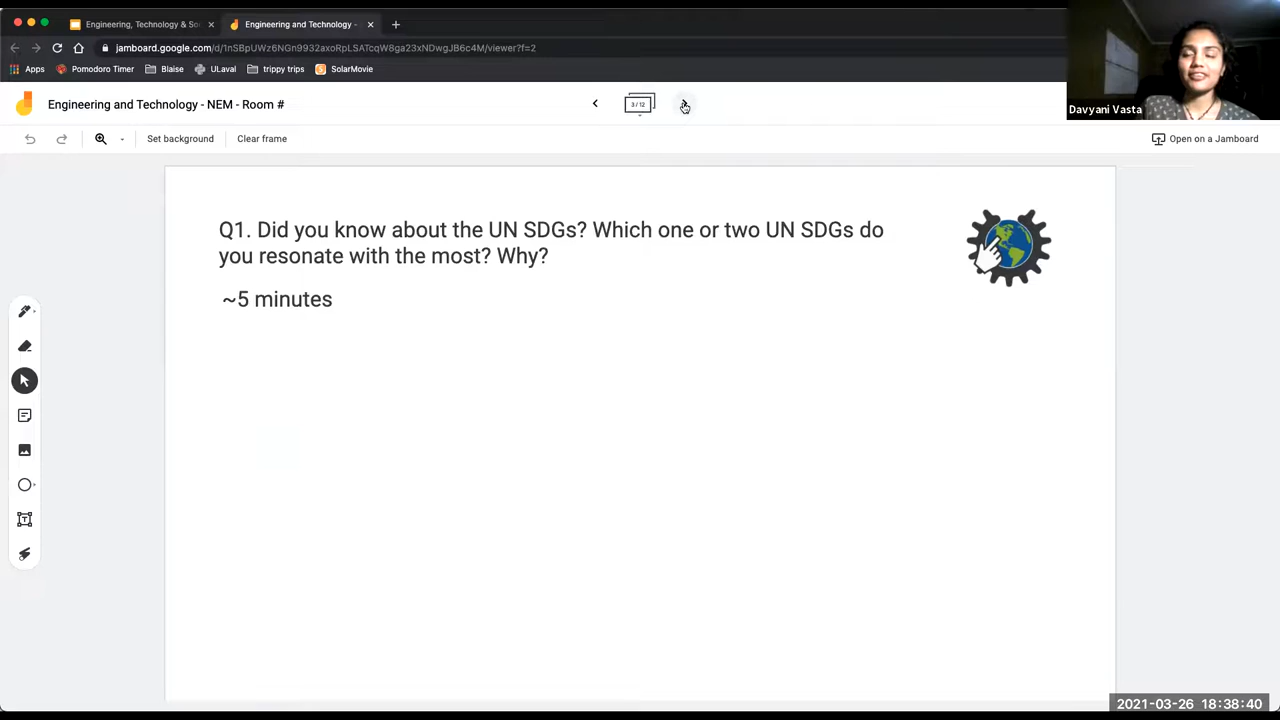 Engineering, Technology & So
Engineering and Technology -
jamboard.google.com/d/1nSBpUWz6NGn9932axoRpLSATcqW8ga23xNDwgJB6c4M/viewer?f=2
Apps
Pomodoro Timer
Blaise
ULaval
trippy trips
SolarMovie
Davyani Vasta
Engineering and Technology - NEM - Room #
3 / 12
Set background
Clear frame
Open on a Jamboard
Q1. Did you know about the UN SDGs? Which one or two UN SDGs do
you resonate with the most? Why?
~5 minutes
2021-03-26 18:38:40